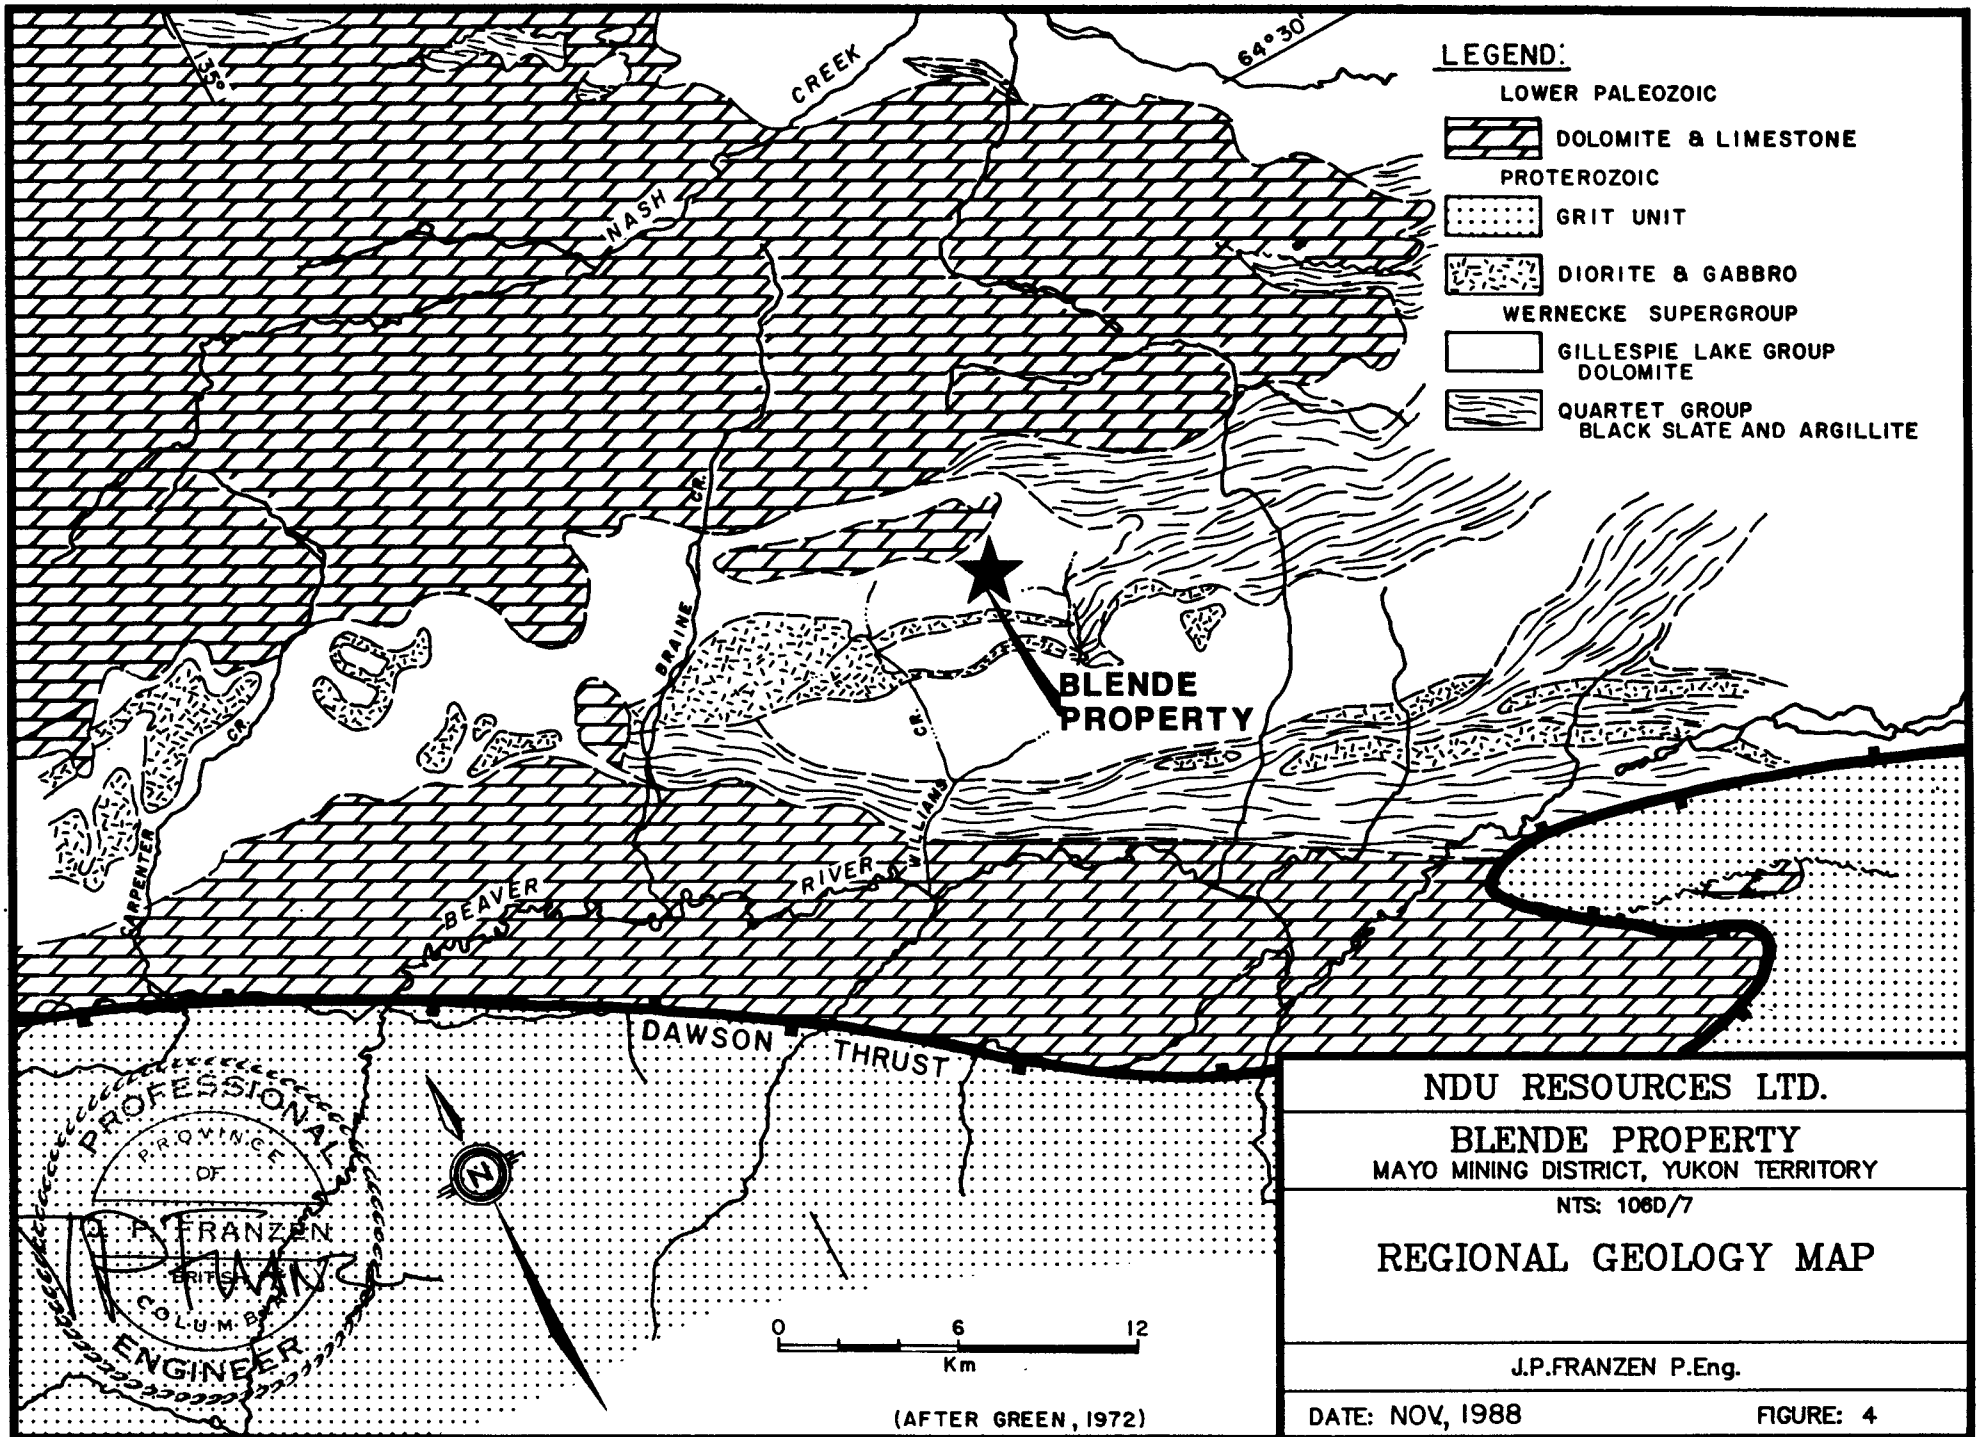 135°
CREEK
NASH
64°30'
LEGEND:
LOWER PALEOZOIC
DOLOMITE & LIMESTONE
PROTEROZOIC
GRIT UNIT
DIORITE & GABBRO
WERNECKE SUPERGROUP
GILLESPIE LAKE GROUP
DOLOMITE
QUARTET GROUP
BLACK SLATE AND ARGILLITE
BRAINE CR.
BLENDE
PROPERTY
CARPENTER CR.
WILLIAMS CR.
BEAVER RIVER
DAWSON THRUST
PROFESSIONAL
PROVINCE
OF
J. P. FRANZEN
BRITISH
COLUMBIA
ENGINEER
N
0 6 12
Km
(AFTER GREEN, 1972)
NDU RESOURCES LTD.
BLENDE PROPERTY
MAYO MINING DISTRICT, YUKON TERRITORY
NTS: 106D/7
REGIONAL GEOLOGY MAP
J.P.FRANZEN P.Eng.
DATE: NOV., 1988
FIGURE: 4